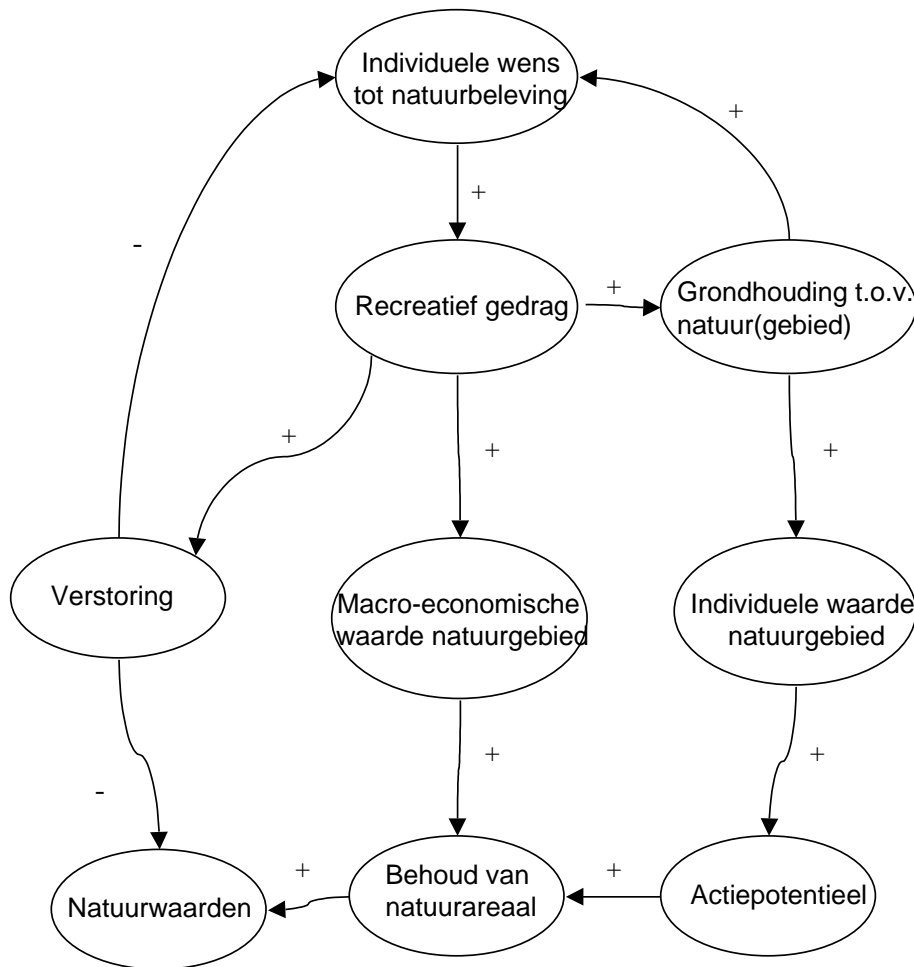 Individuele wens
tot natuurbeleving
+
+
-
Recreatief gedrag
+
Grondhouding t.o.v.
natuur(gebied)
+
+
+
Verstoring
Macro-economische
waarde natuurgebied
Individuele waarde
natuurgebied
-
+
+
Natuurwaarden
+
Behoud van
natuurareaal
+
Actiepotentieel